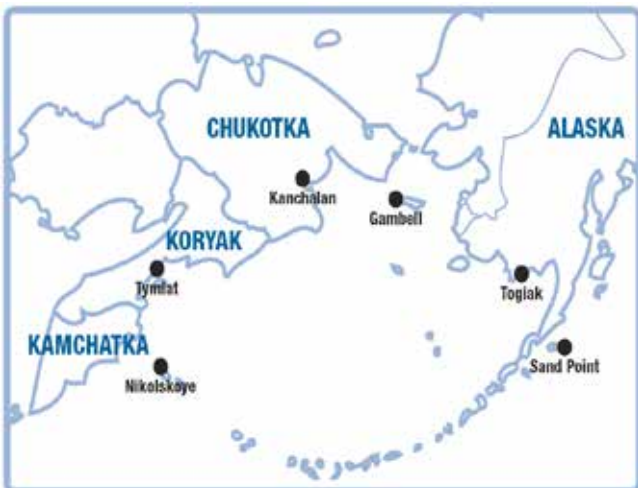 CHUKOTKA
ALASKA
Kanchalan
Gambell
KORYAK
Tymlat
Togiak
KAMCHATKA
Sand Point
Nikolskoye